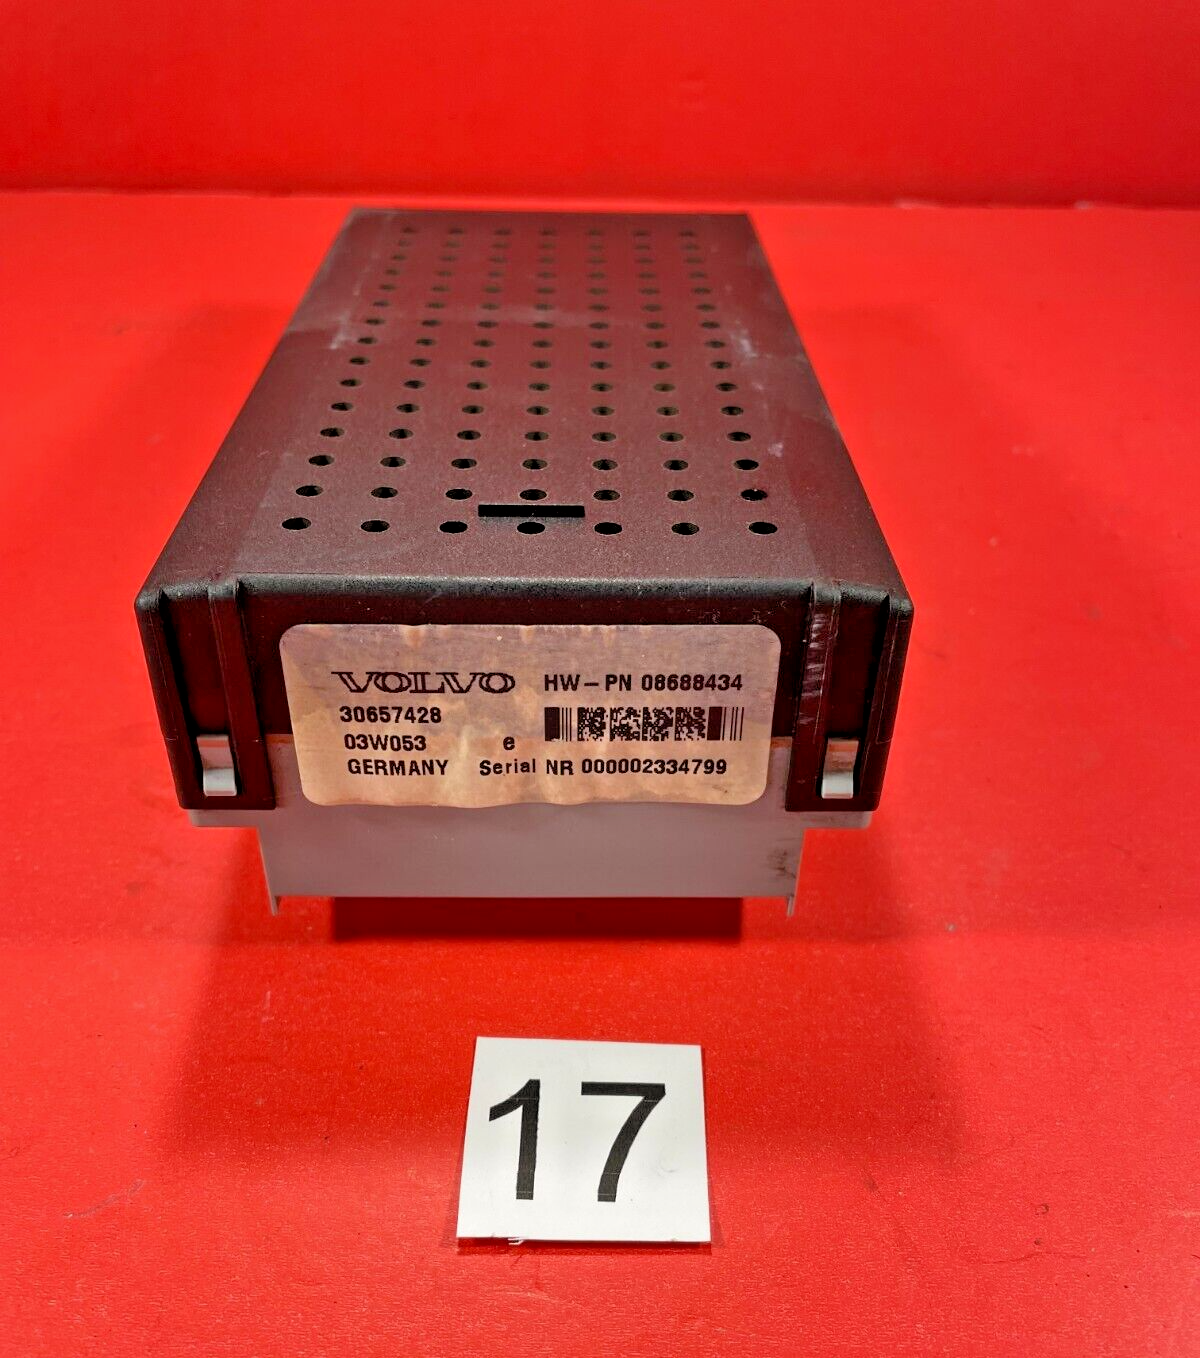 VOLVO HW-PN 08688434
30657428
03W053 e
GERMANY Serial NR 000002334799
17